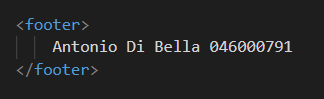 <footer>
Antonio Di Bella 046000791
</footer>